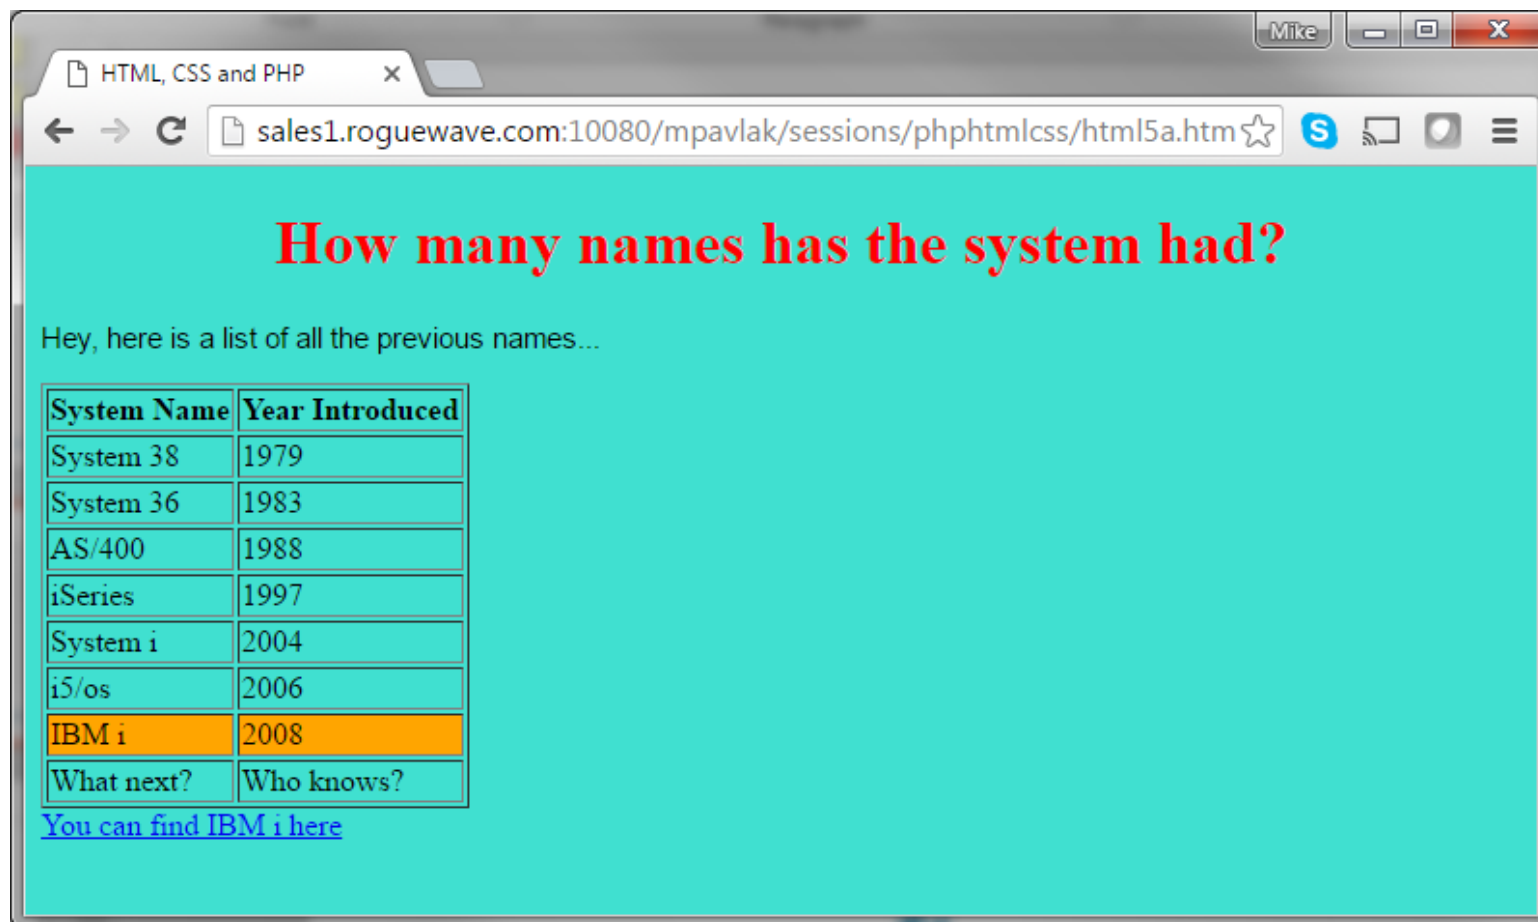 Mike
HTML, CSS and PHP
sales1.roguewave.com:10080/mpavlak/sessions/phphtmlcss/html5a.htm
How many names has the system had?
Hey, here is a list of all the previous names...
System Name Year Introduced
System 38 1979
System 36 1983
AS/400 1988
iSeries 1997
System i 2004
i5/os 2006
IBM i 2008
What next? Who knows?
You can find IBM i here